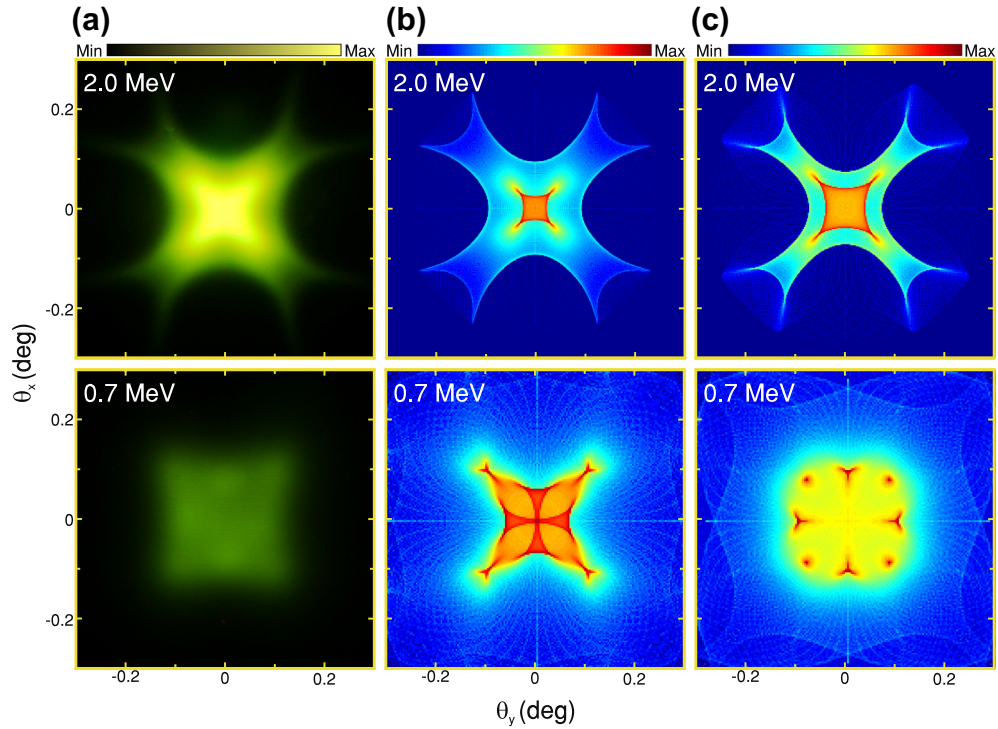 (a) (b) (c)
Min Max Min Max Min Max
2.0 MeV 2.0 MeV 2.0 MeV
0.2
0
-0.2
θx (deg)
0.7 MeV 0.7 MeV 0.7 MeV
0.2
0
-0.2
-0.2 0 0.2 -0.2 0 0.2 -0.2 0 0.2
θy (deg)